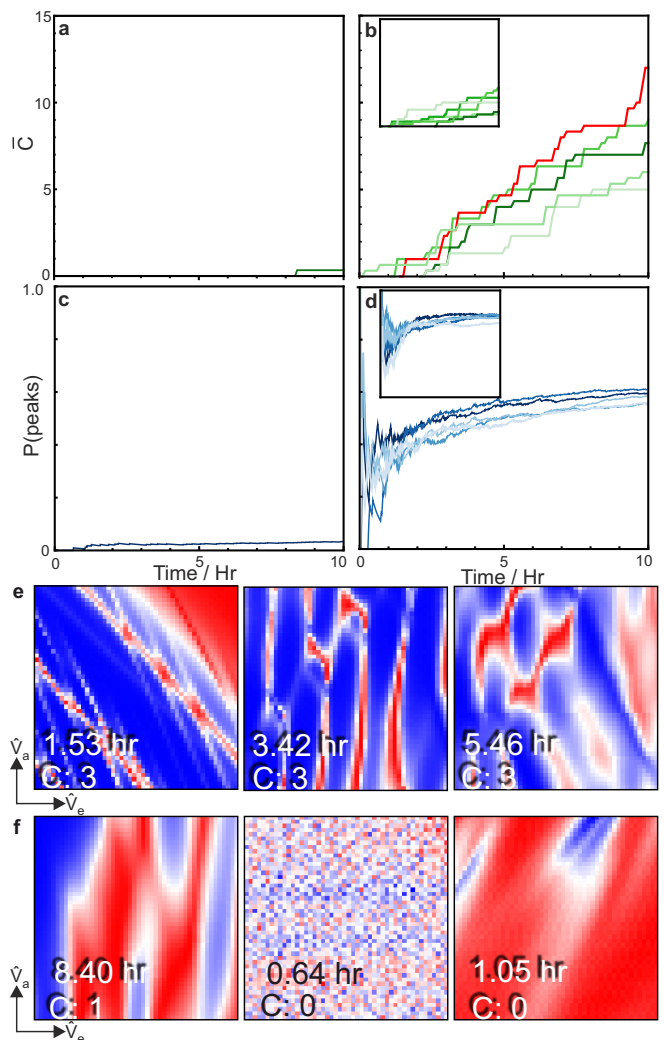 15
a
b
10
C̅
5
0
1.0
c
d
P(peaks)
0
0
5
10
0
5
10
Time / Hr
Time / Hr
e
1.53 hr
C: 3
3.42 hr
C: 3
5.46 hr
C: 3
v̂ₐ
v̂ₑ
f
8.40 hr
C: 1
0.64 hr
C: 0
1.05 hr
C: 0
v̂ₐ
v̂ₑ